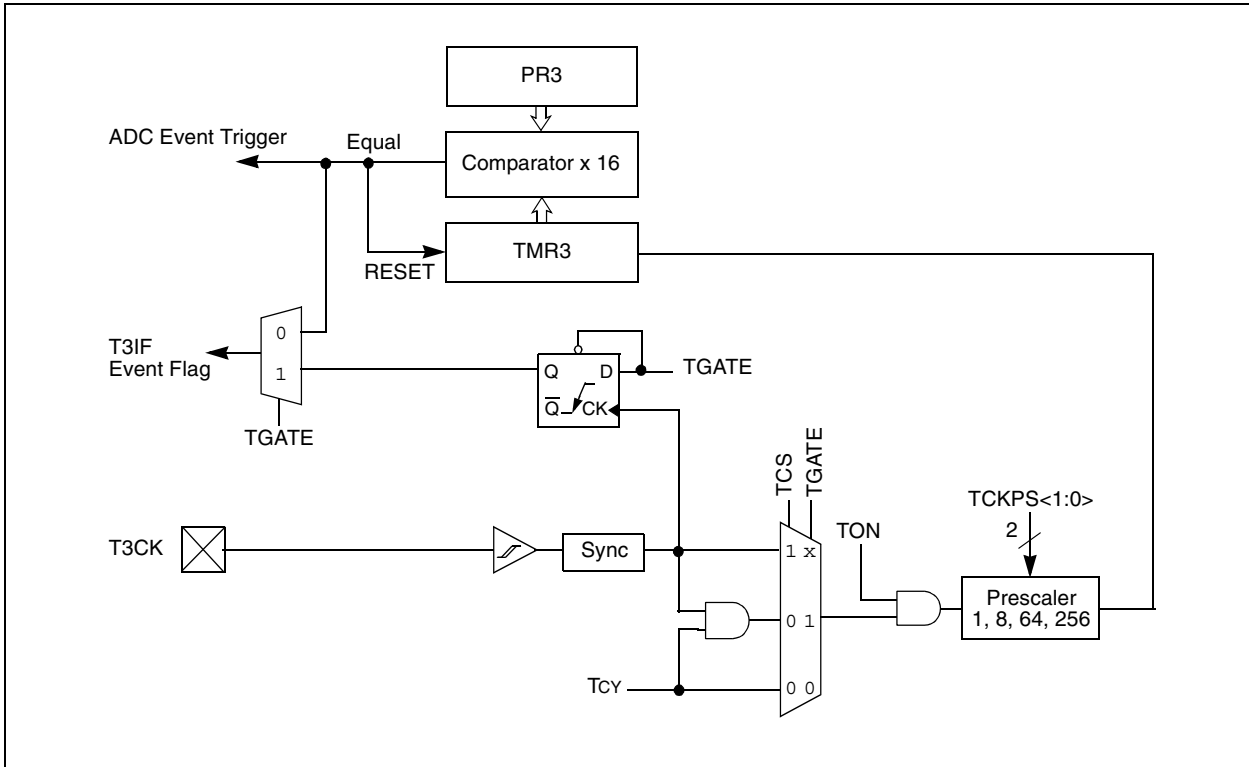 PR3
ADC Event Trigger
Equal
Comparator x 16
TMR3
RESET
0
T3IF
Event Flag
1
TGATE
Q
D
TGATE
Q
CK
TCS
TGATE
TCKPS<1:0>
2
TON
T3CK
Sync
1 x
Prescaler
1, 8, 64, 256
0 1
TCY
0 0